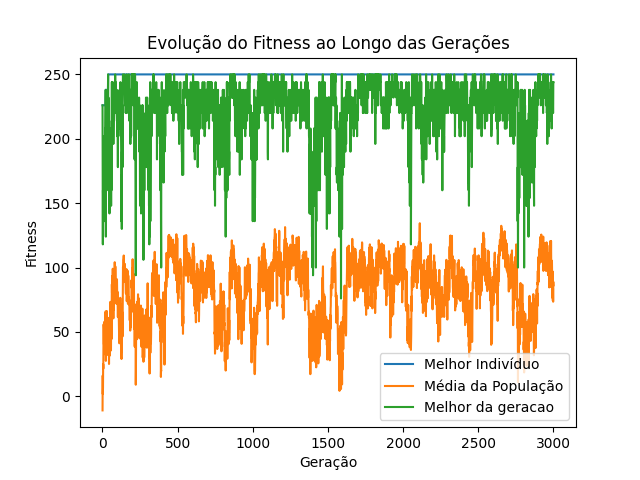 Evolução do Fitness ao Longo das Gerações
Fitness
250
200
150
100
50
0
0 500 1000 1500 2000 2500 3000
Geração
Melhor Indivíduo
Média da População
Melhor da geracao